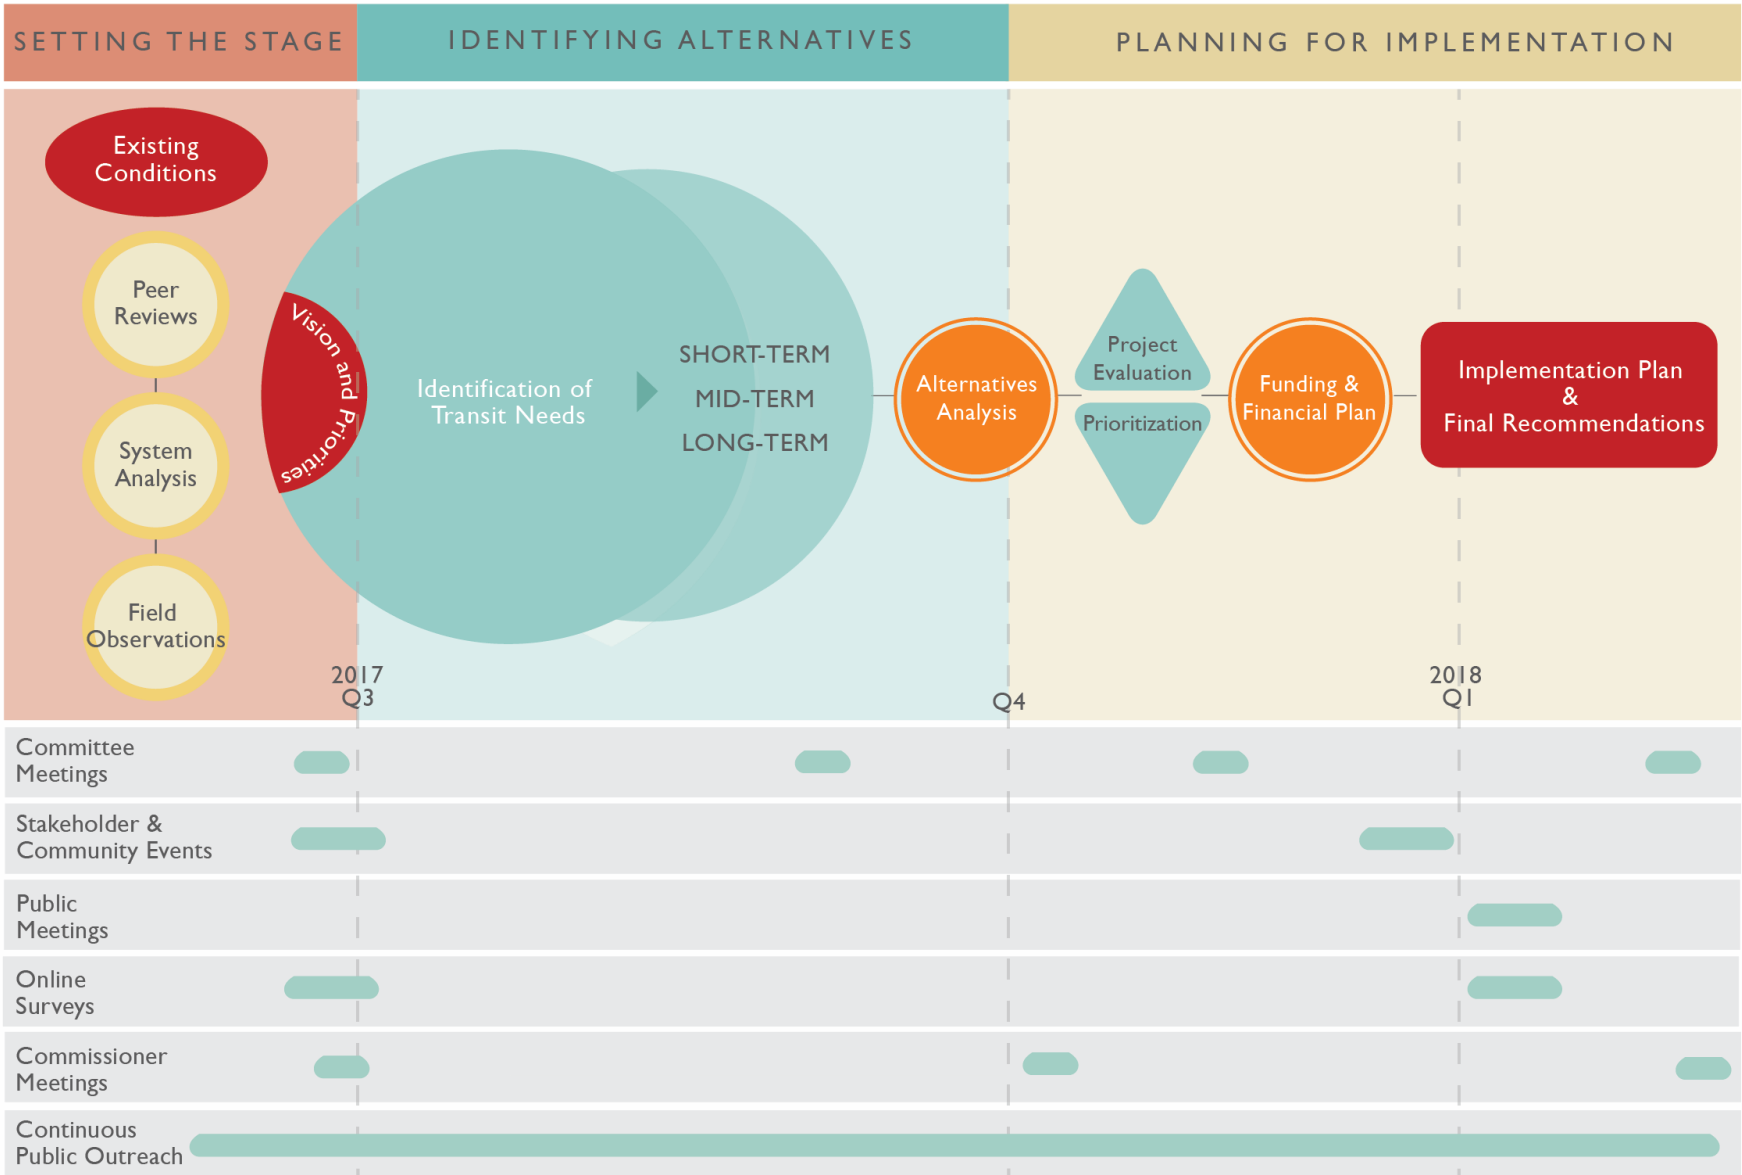 SETTING THE STAGE
IDENTIFYING ALTERNATIVES
PLANNING FOR IMPLEMENTATION
Existing
Conditions
Peer
Reviews
System
Analysis
Field
Observations
Vision and Priorities
Identification of
Transit Needs
SHORT-TERM
MID-TERM
LONG-TERM
Alternatives
Analysis
Project
Evaluation
Prioritization
Funding &
Financial Plan
Implementation Plan
&
Final Recommendations
2017
Q3
Q4
2018
Q1
Committee
Meetings
Stakeholder &
Community Events
Public
Meetings
Online
Surveys
Commissioner
Meetings
Continuous
Public Outreach